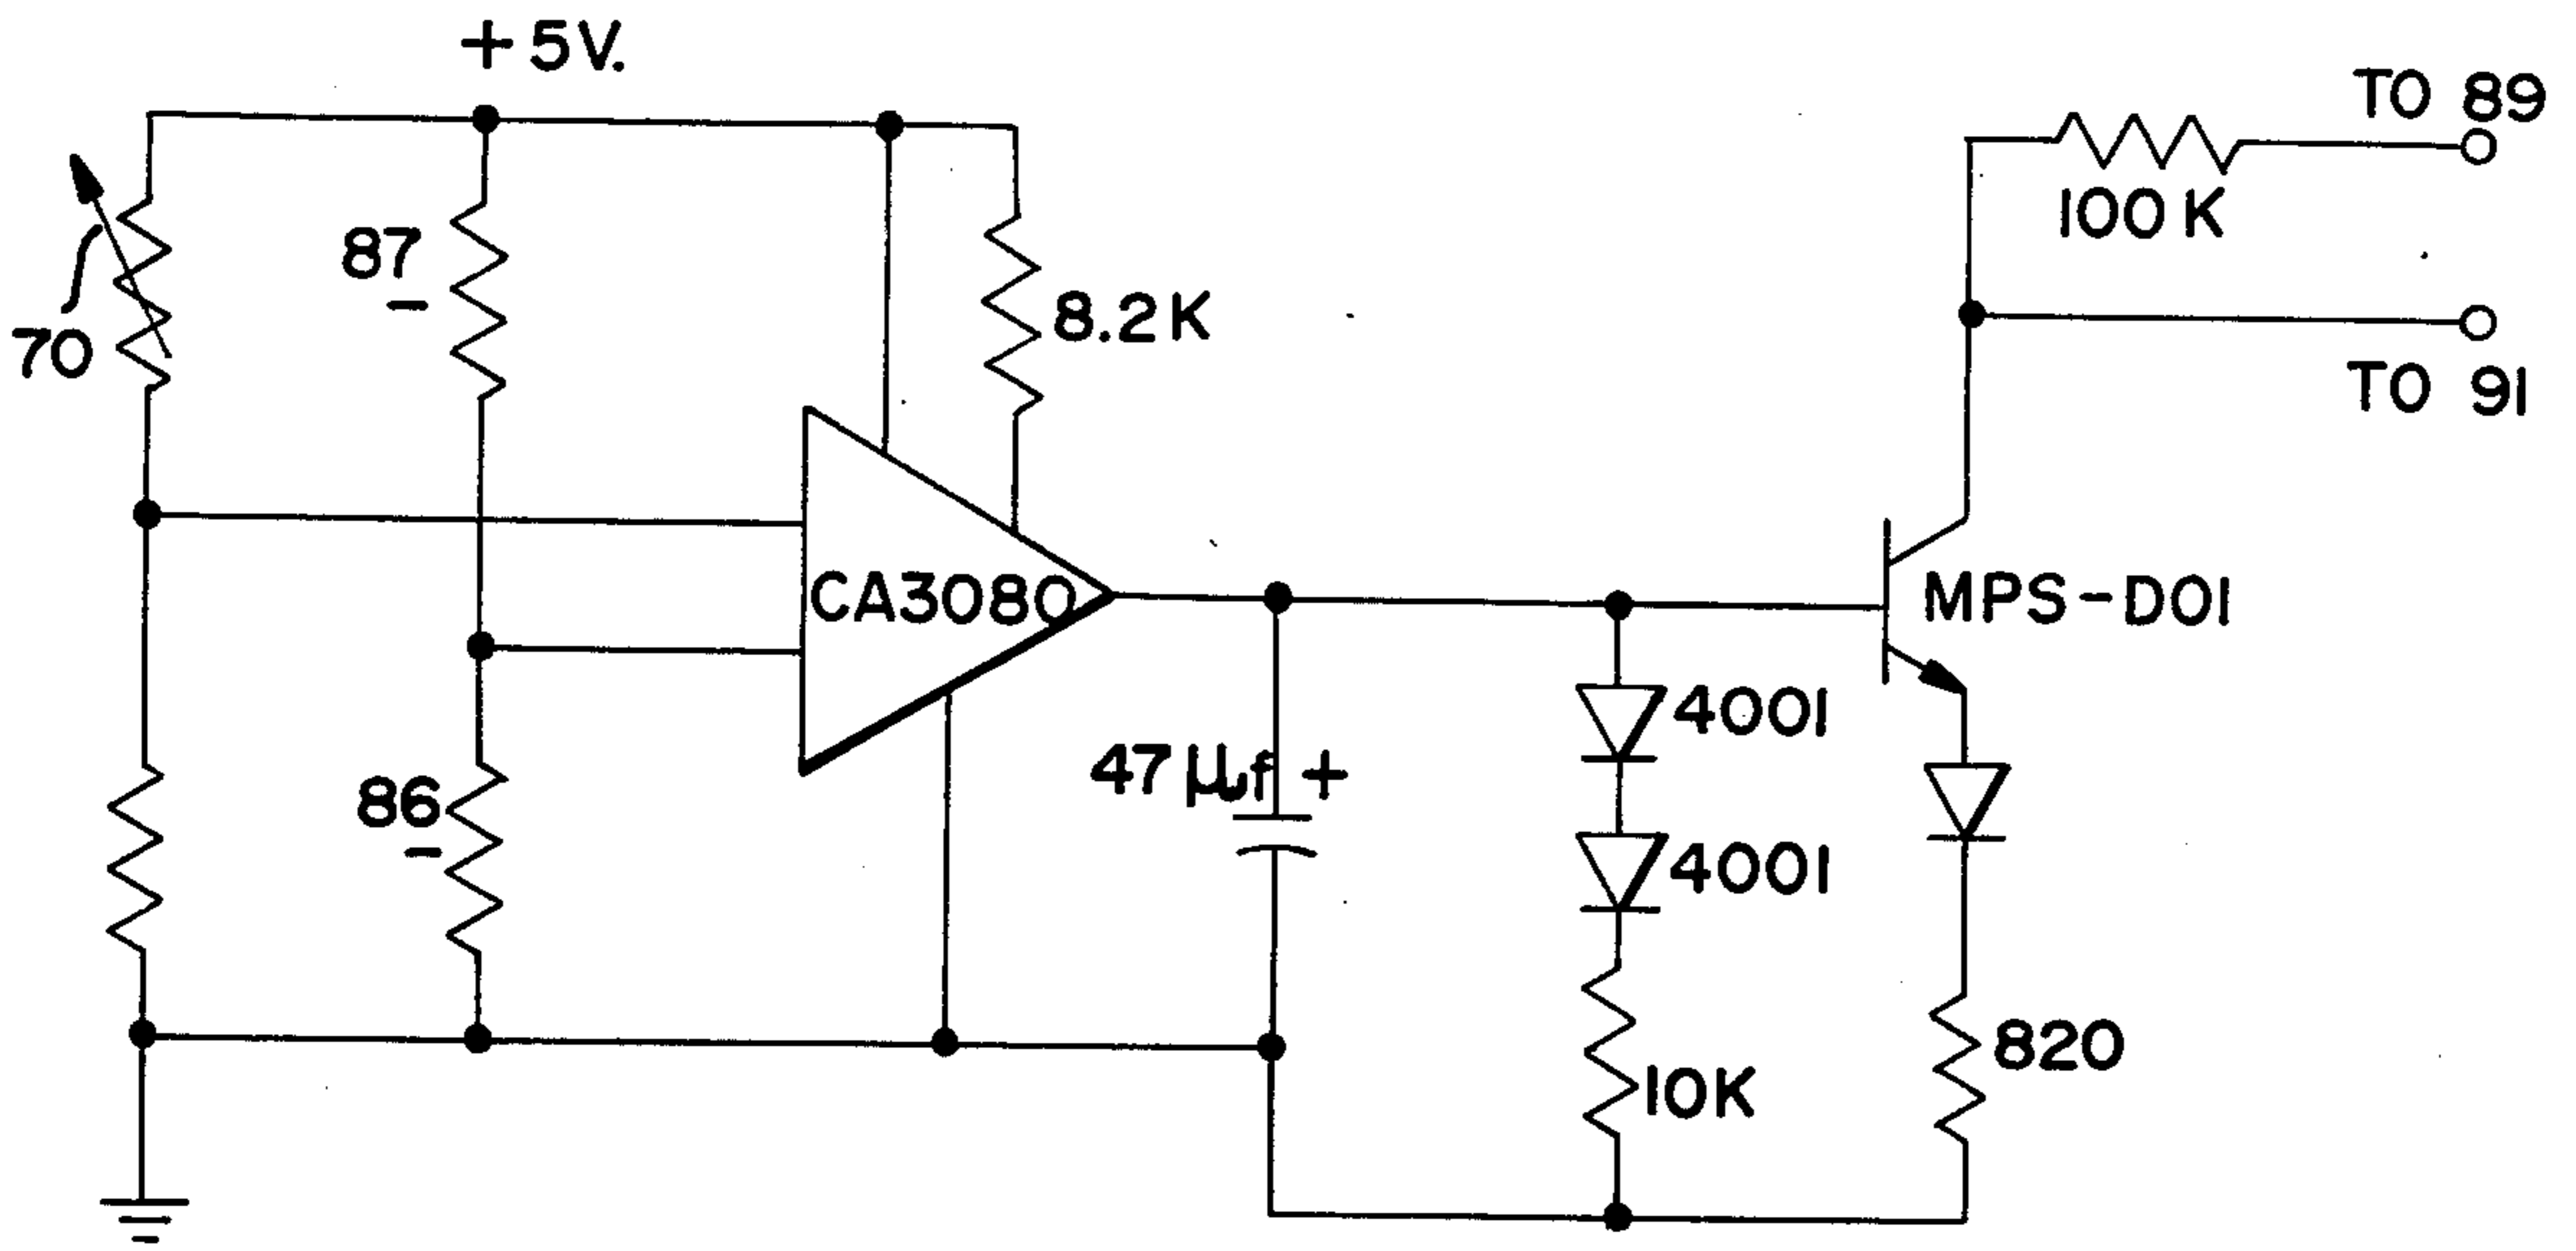 +5V.
TO 89
100K
87
70
8.2K
TO 91
CA3080
MPS-D01
4001
47µf +
86
4001
820
10K